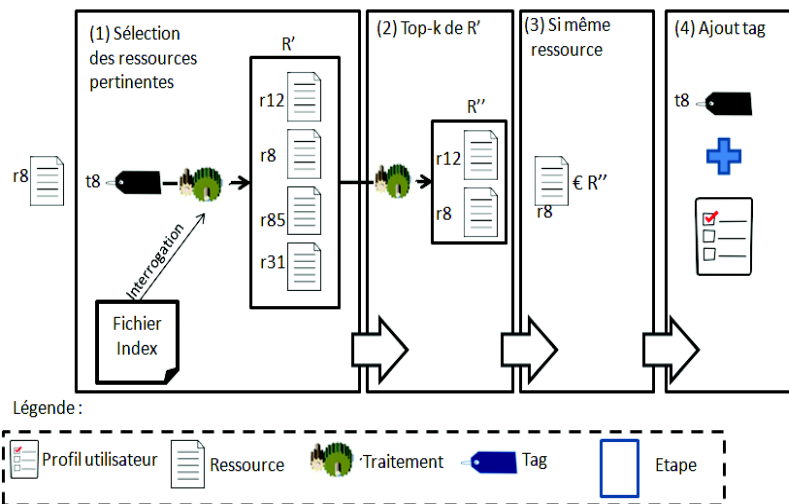 (1) Sélection
des ressources
pertinentes
R'
r12
r8
r8
t8
r85
r31
Interrogation
Fichier
Index
(2) Top-k de R'
R''
r12
r8
(3) Si même
ressource
€ R''
r8
(4) Ajout tag
t8
Légende :
Profil utilisateur
Ressource
Traitement
Tag
Etape